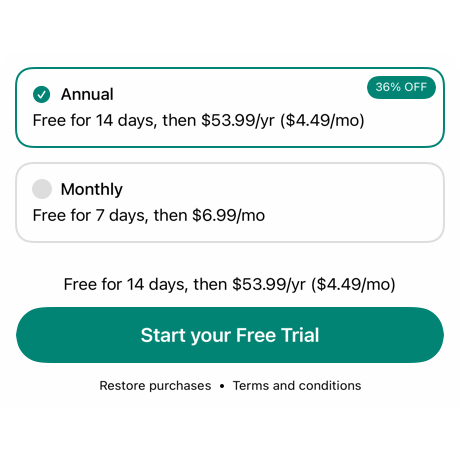 36% OFF
Annual
Free for 14 days, then $53.99/yr ($4.49/mo)
Monthly
Free for 7 days, then $6.99/mo
Free for 14 days, then $53.99/yr ($4.49/mo)
Start your Free Trial
Restore purchases • Terms and conditions